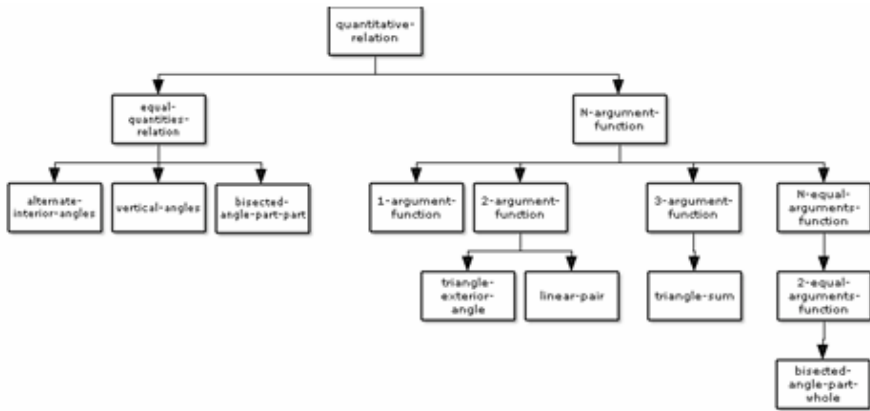 quantitative-
relation
equal-
quantities-
relation
N-argument-
function
alternate-
interior-angles
vertical-angles
bisected-
angle-part-part
1-argument-
function
2-argument-
function
3-argument-
function
N-equal-
arguments-
function
triangle-
exterior-
angle
linear-pair
triangle-sum
2-equal-
arguments-
function
bisected-
angle-part-
whole